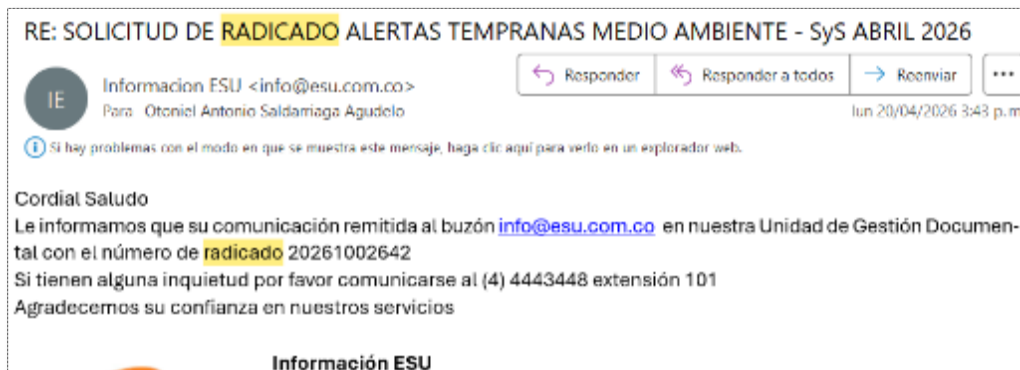 RE: SOLICITUD DE RADICADO ALERTAS TEMPRANAS MEDIO AMBIENTE - SyS ABRIL 2026
Responder
Responder a todos
Reenviar
IE
Informacion ESU <info@esu.com.co>
Para Otoniel Antonio Saldarriaga Agudelo
lun 20/04/2026 3:43 p. m
Si hay problemas con el modo en que se muestra este mensaje, haga clic aquí para verlo en un explorador web.
Cordial Saludo
Le informamos que su comunicación remitida al buzón info@esu.com.co en nuestra Unidad de Gestión Documen-
tal con el número de radicado 20261002642
Si tienen alguna inquietud por favor comunicarse al (4) 4443448 extensión 101
Agradecemos su confianza en nuestros servicios
Información ESU